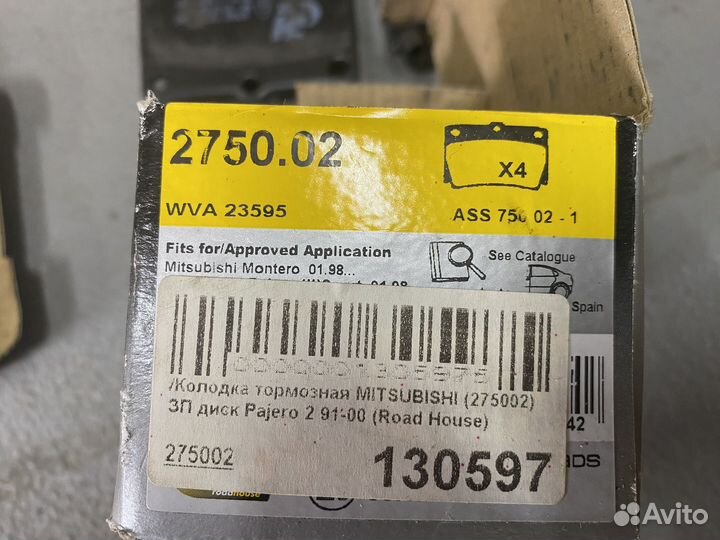 2750.02
X4
WVA 23595
ASS 750 02 - 1
Fits for/Approved Application
Mitsubishi Montero 01.98...
See Catalogue
Spain
/Колодка тормозная MITSUBISHI (275002)
ЗП диск Pajero 2 91-00 (Road House)
42
275002
130597
roadhouse
Avito